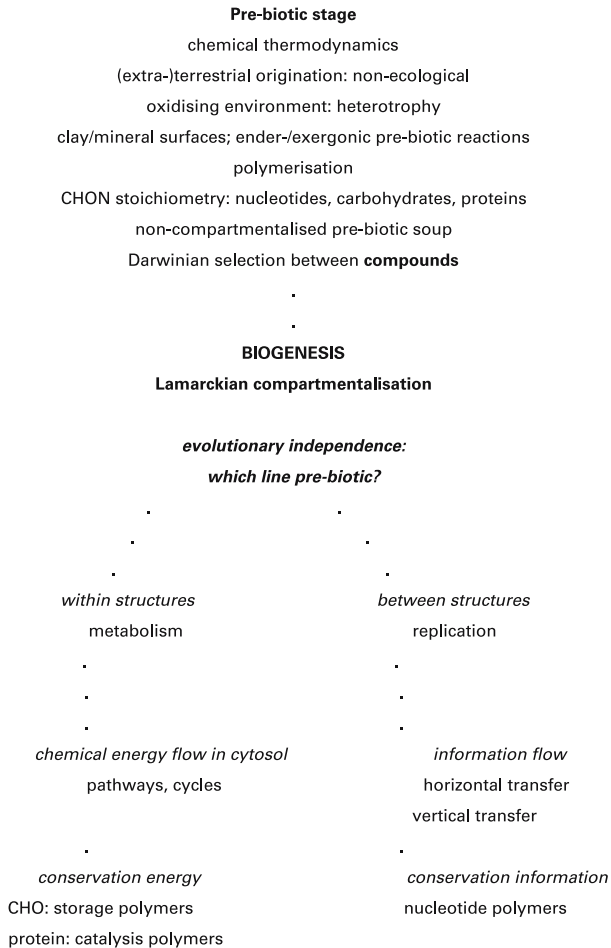 Pre-biotic stage
chemical thermodynamics
(extra-)terrestrial origination: non-ecological
oxidising environment: heterotrophy
clay/mineral surfaces; ender-/exergonic pre-biotic reactions
polymerisation
CHON stoichiometry: nucleotides, carbohydrates, proteins
non-compartmentalised pre-biotic soup
Darwinian selection between compounds
.
.
BIOGENESIS
Lamarckian compartmentalisation
evolutionary independence:
which line pre-biotic?
. .
. .
. .
within structures between structures
metabolism replication
. .
. .
. .
chemical energy flow in cytosol information flow
pathways, cycles horizontal transfer
vertical transfer
. .
conservation energy conservation information
CHO: storage polymers nucleotide polymers
protein: catalysis polymers